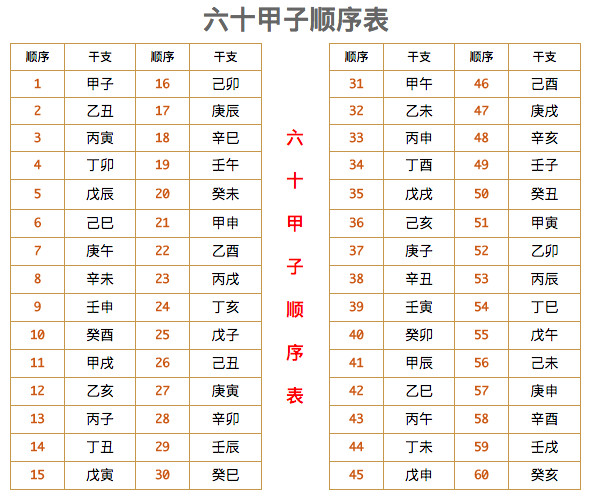 六十甲子顺序表
顺序 干支 顺序 干支 顺序 干支 顺序 干支
1 甲子 16 己卯 31 甲午 46 己酉
2 乙丑 17 庚辰 32 乙未 47 庚戌
3 丙寅 18 辛巳 33 丙申 48 辛亥
4 丁卯 19 壬午 34 丁酉 49 壬子
5 戊辰 20 癸未 35 戊戌 50 癸丑
6 己巳 21 甲申 36 己亥 51 甲寅
7 庚午 22 乙酉 37 庚子 52 乙卯
8 辛未 23 丙戌 38 辛丑 53 丙辰
9 壬申 24 丁亥 39 壬寅 54 丁巳
10 癸酉 25 戊子 40 癸卯 55 戊午
11 甲戌 26 己丑 41 甲辰 56 己未
12 乙亥 27 庚寅 42 乙巳 57 庚申
13 丙子 28 辛卯 43 丙午 58 辛酉
14 丁丑 29 壬辰 44 丁未 59 壬戌
15 戊寅 30 癸巳 45 戊申 60 癸亥
六十甲子顺序表